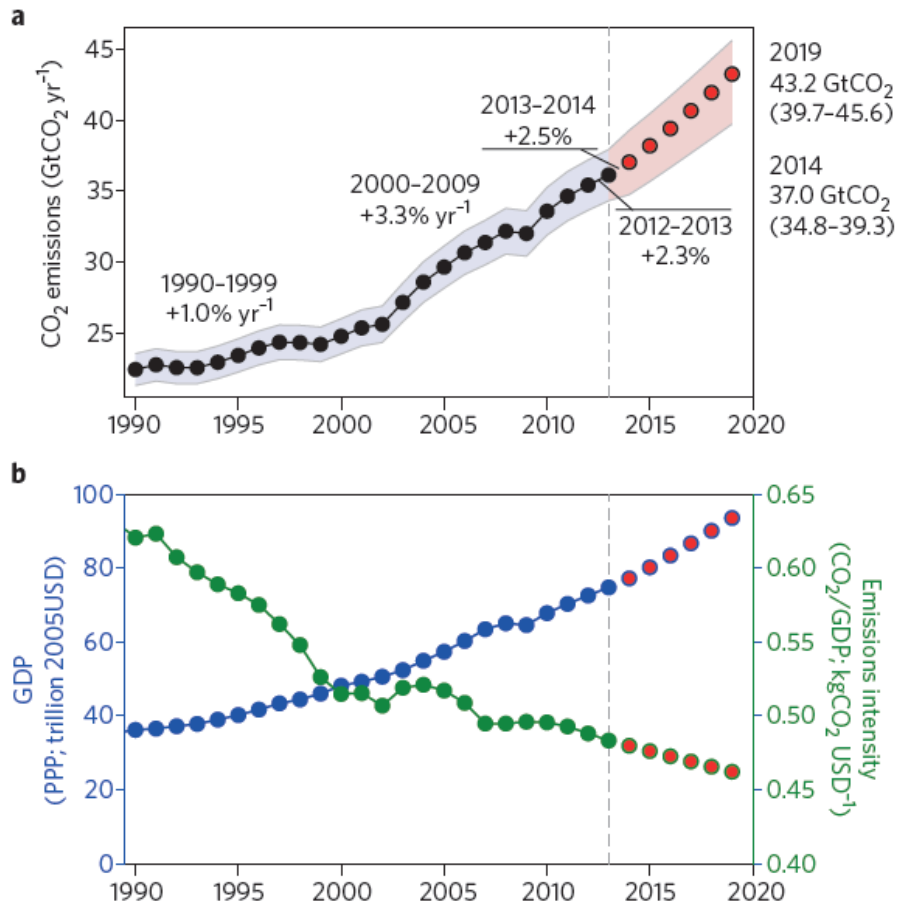 a
CO₂ emissions (GtCO₂ yr⁻¹)
45
40
35
30
25
1990–1999
+1.0% yr⁻¹
2000–2009
+3.3% yr⁻¹
2013–2014
+2.5%
2012–2013
+2.3%
2019
43.2 GtCO₂
(39.7–45.6)
2014
37.0 GtCO₂
(34.8–39.3)
1990 1995 2000 2005 2010 2015 2020
b
GDP
(PPP; trillion 2005USD)
100
80
60
40
20
0
0.65
0.60
0.55
0.50
0.45
0.40
Emissions intensity
(CO₂/GDP; kgCO₂ USD⁻¹)
1990 1995 2000 2005 2010 2015 2020